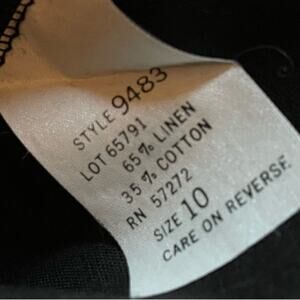 STYLE 9483
LOT 65791
65% LINEN
35% COTTON
RN 57272
SIZE 10
CARE ON REVERSE